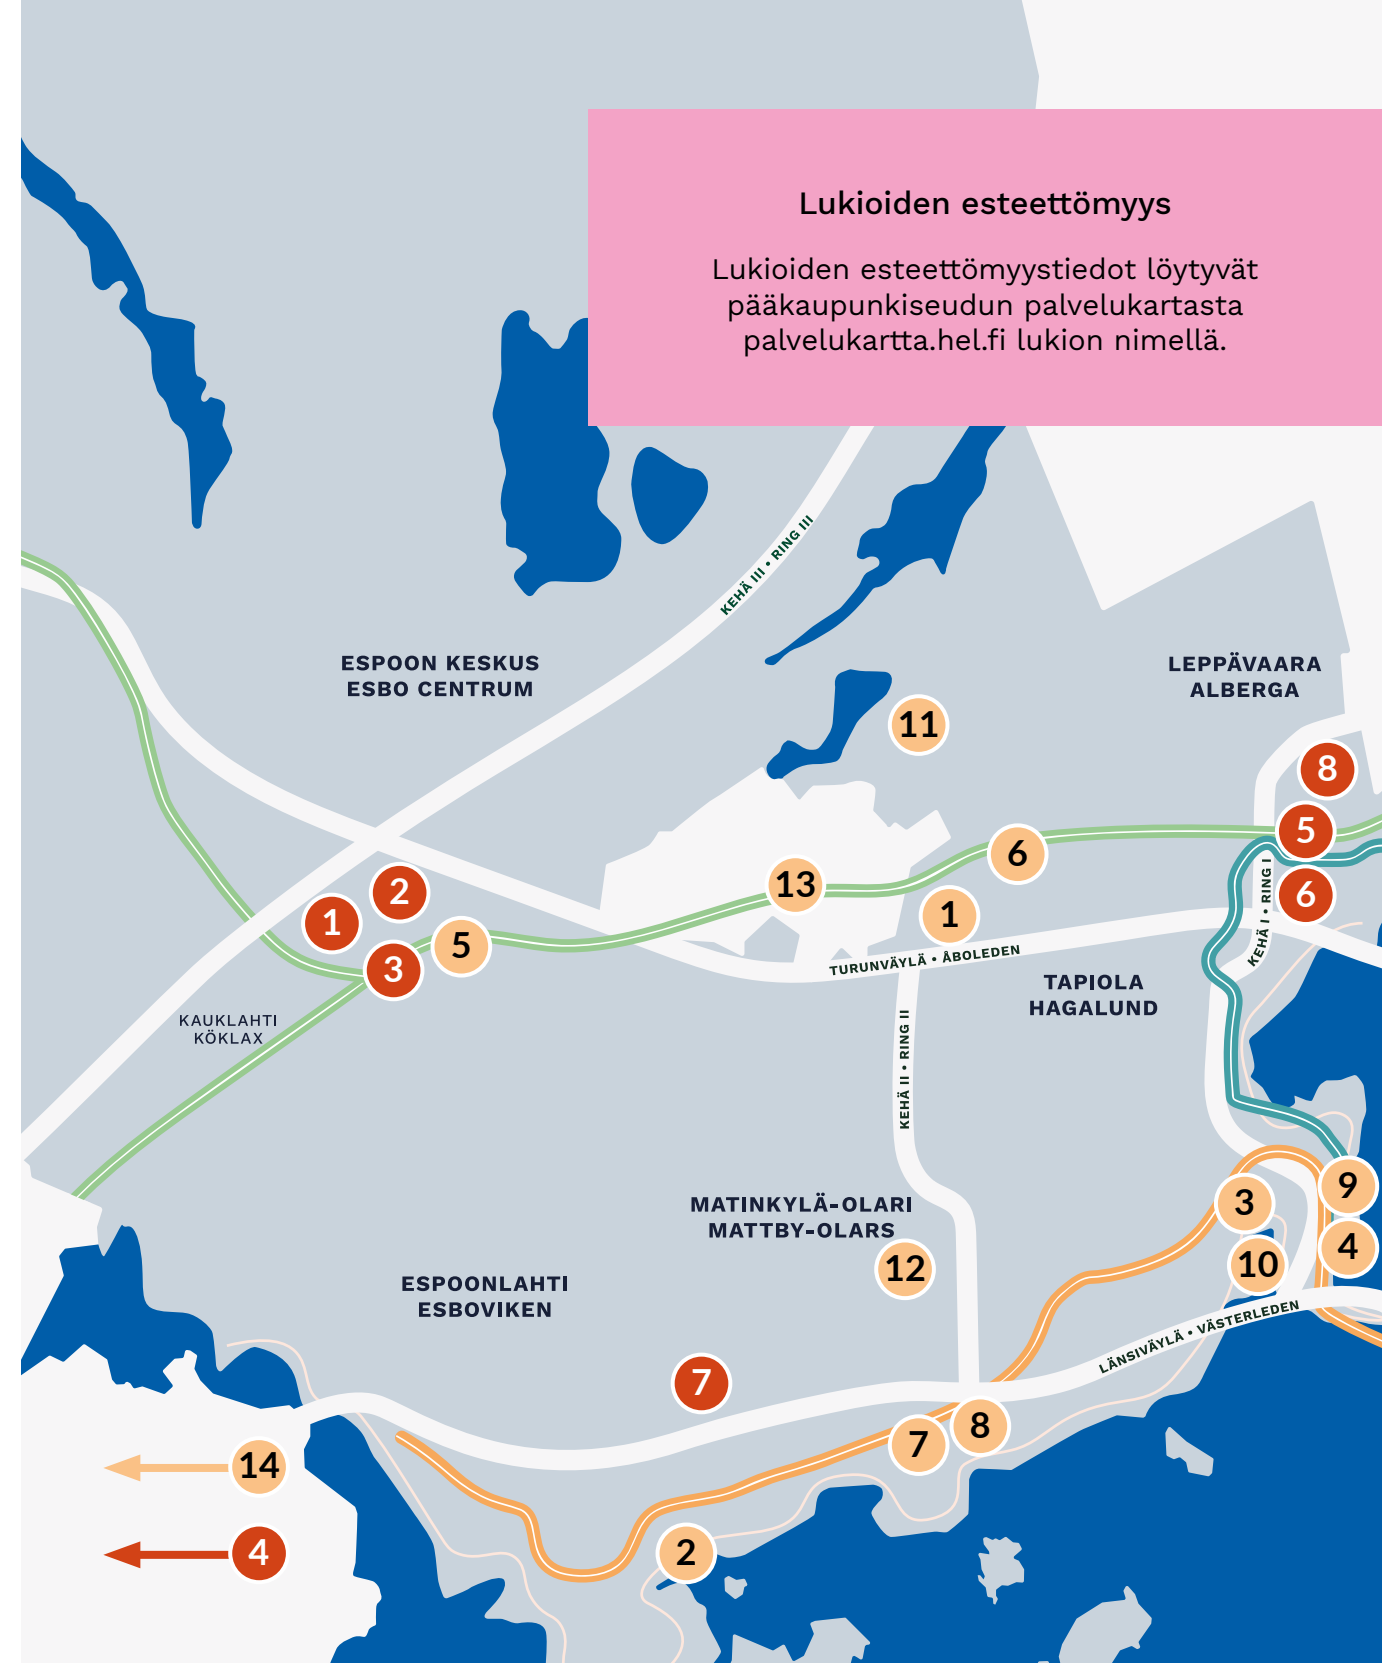 Lukioiden esteettömyys
Lukioiden esteettömyystiedot löytyvät
pääkaupunkiseudun palvelukartasta
palvelukartta.hel.fi lukion nimellä.
KEHÄ III • RING III
ESPOON KESKUS
ESBO CENTRUM
LEPPÄVAARA
ALBERGA
11
8
5
6
13
6
2
1
1
5
3
KEHÄ I • RING I
TURUNVÄYLÄ • ÅBOLEDEN
TAPIOLA
HAGALUND
KAUKLAHTI
KÖKLAX
KEHÄ II • RING II
9
3
MATINKYLÄ-OLARI
MATTBY-OLARS
4
10
12
ESPOONLAHTI
ESBOVIKEN
LÄNSIVÄYLÄ • VÄSTERLEDEN
7
8
7
14
2
4